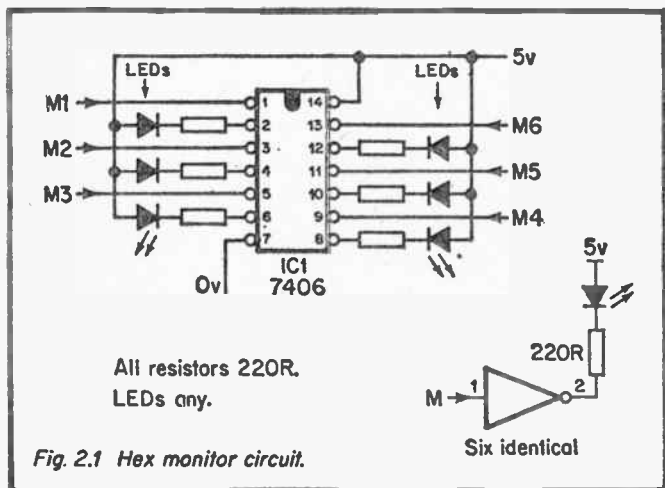 LEDs
5v
LEDs
M1
1
14
2
13
M6
M2
3
12
4
11
M5
M3
5
10
6
9
M4
7
8
0v
IC1
7406
5v
All resistors 220R.
LEDs any.
220R
M
1
2
Six identical
Fig. 2.1 Hex monitor circuit.